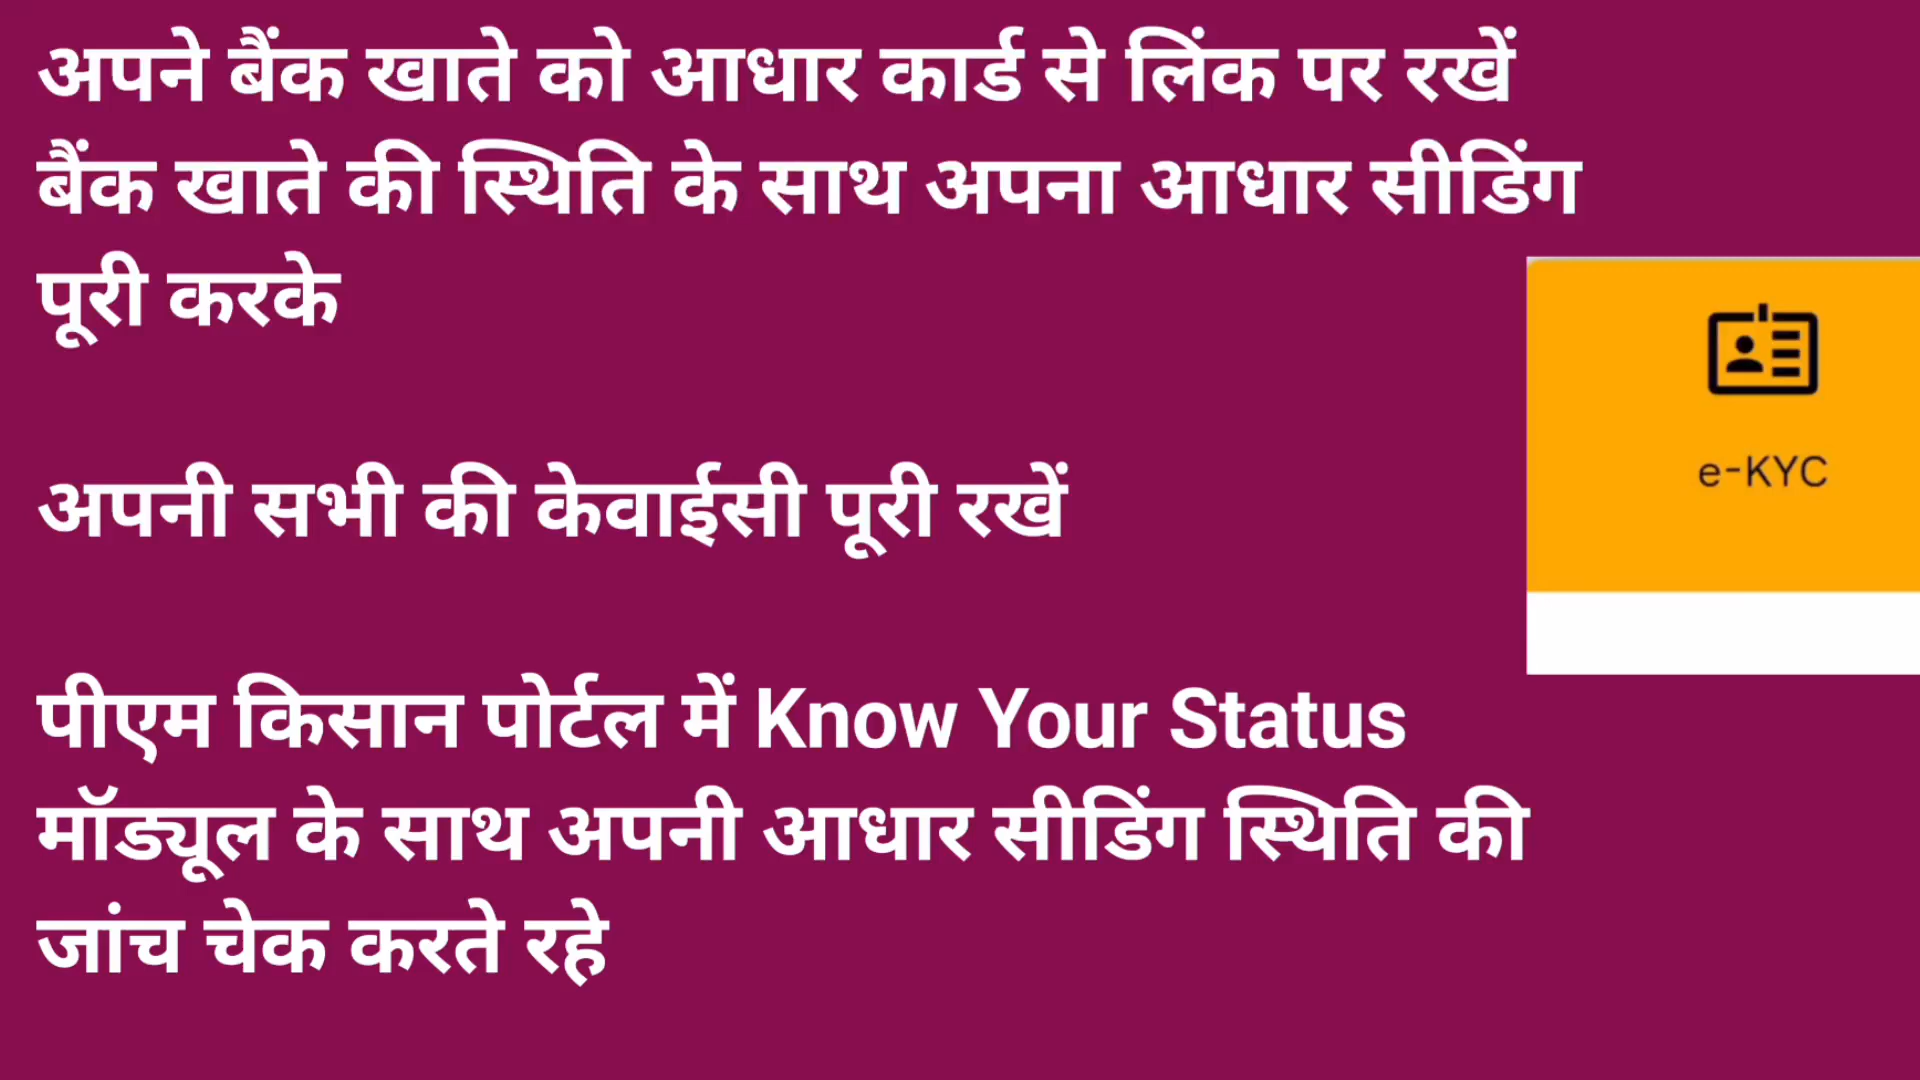 अपने बैंक खाते को आधार कार्ड से लिंक पर रखें
बैंक खाते की स्थिति के साथ अपना आधार सीडिंग
पूरी करके
अपनी सभी की केवाईसी पूरी रखें
पीएम किसान पोर्टल में Know Your Status
मॉड्यूल के साथ अपनी आधार सीडिंग स्थिति की
जांच चेक करते रहे
e-KYC